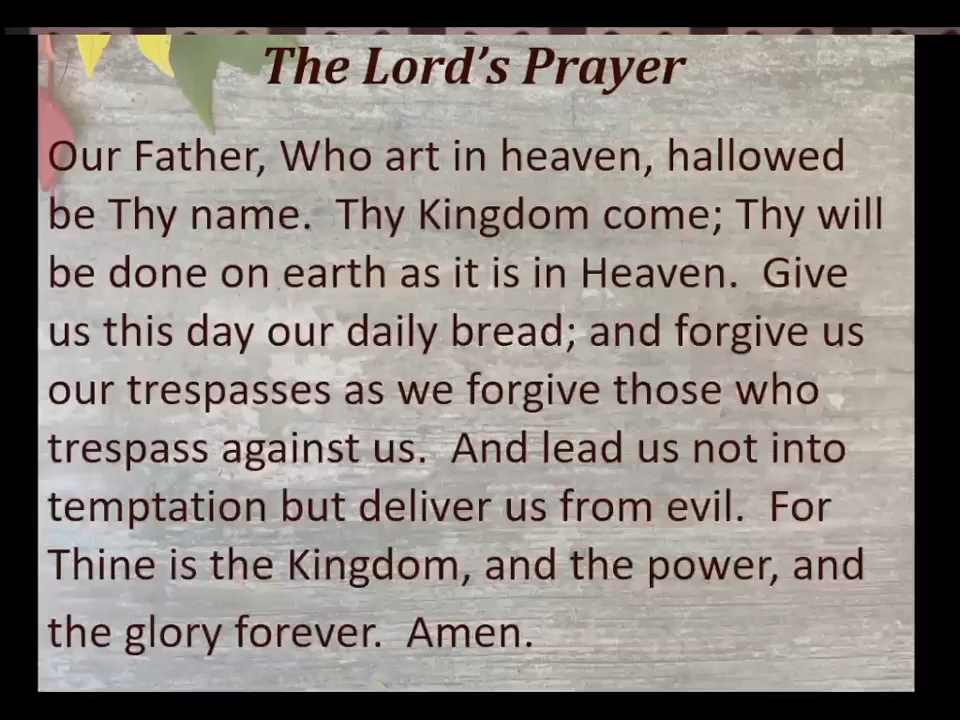 The Lord’s Prayer
Our Father, Who art in heaven, hallowed
be Thy name.  Thy Kingdom come; Thy will
be done on earth as it is in Heaven.  Give
us this day our daily bread; and forgive us
our trespasses as we forgive those who
trespass against us.  And lead us not into
temptation but deliver us from evil.  For
Thine is the Kingdom, and the power, and
the glory forever.  Amen.